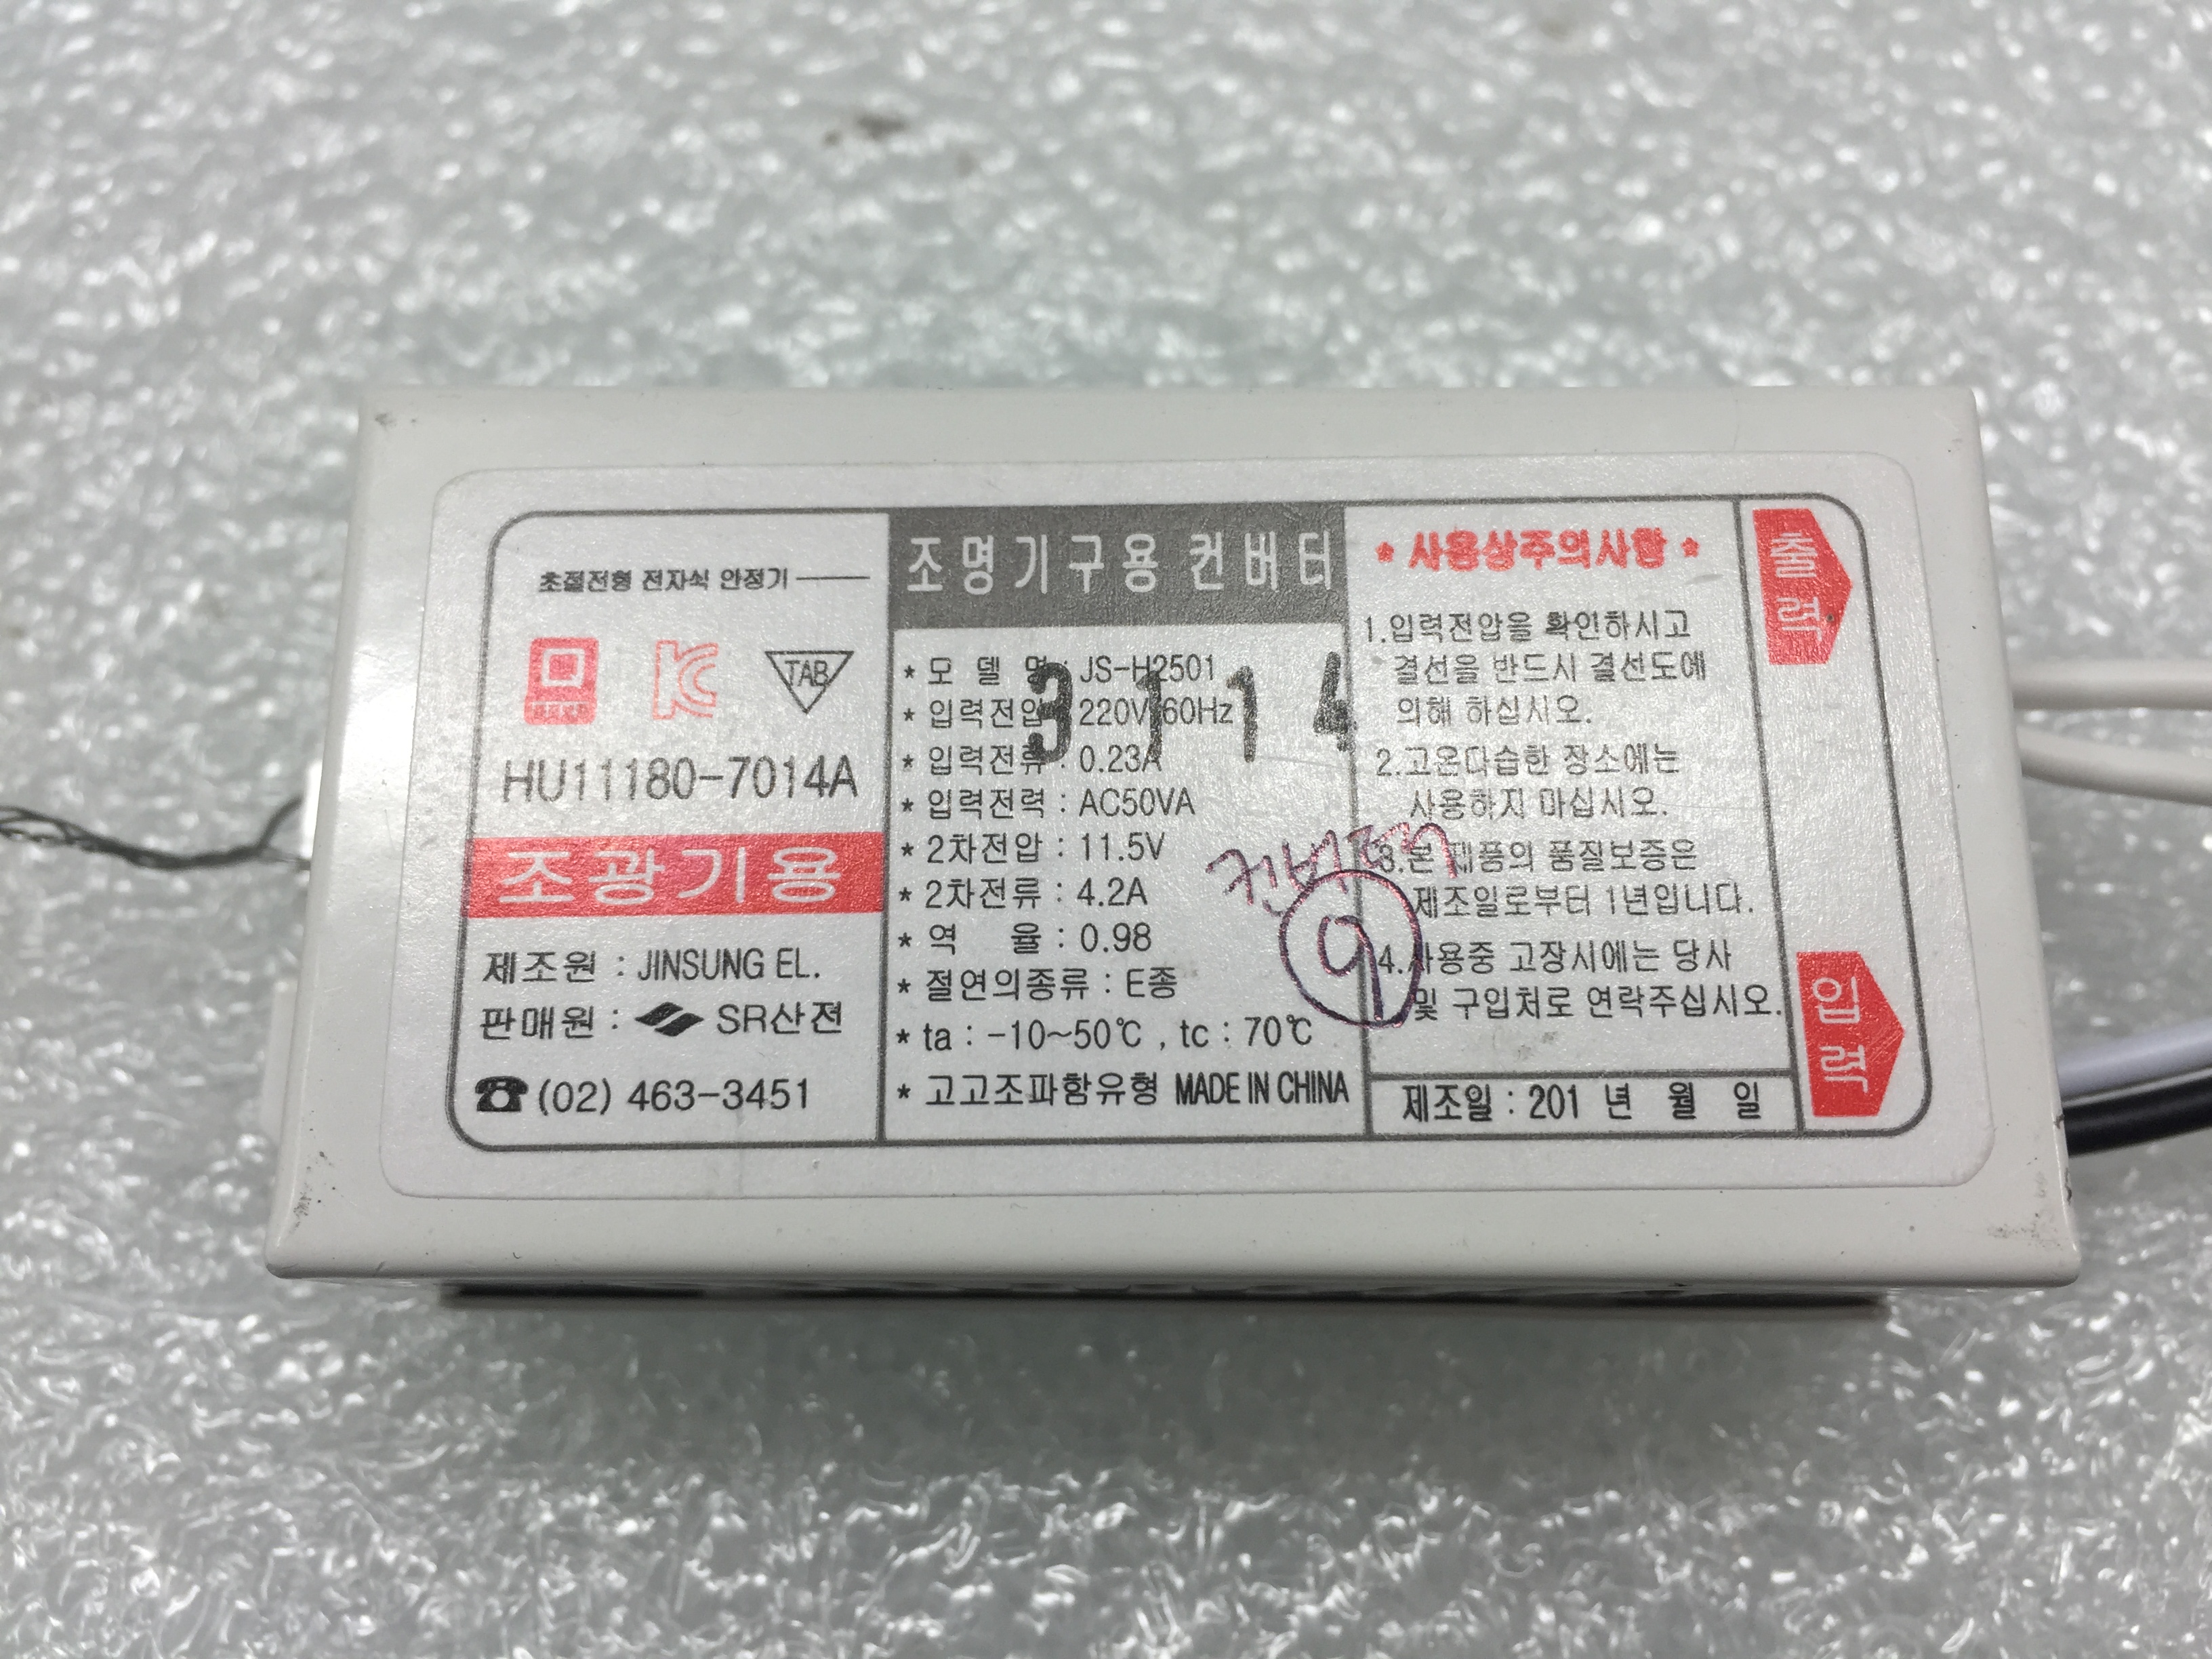 초절전형 전자식 안정기
TAB
HU11180-7014A
조광기용
제조원 : JINSUNG EL.
판매원 : SR산전
☎(02) 463-3451
조명기구용 컨버터
* 모 델 명 : JS-H2501
* 입력전압 : 220V/60Hz
3 1 1 4
* 입력전류 : 0.23A
* 입력전력 : AC50VA
* 2차전압 : 11.5V
* 2차전류 : 4.2A
* 역 율 : 0.98
* 절연의종류 : E종
* ta : -10~50℃ , tc : 70℃
* 고고조파함유형 MADE IN CHINA
* 사용상주의사항 *
1.입력전압을 확인하시고
결선을 반드시 결선도에
의해 하십시오.
2.고온다습한 장소에는
사용하지 마십시오.
3.본 제품의 품질보증은
제조일로부터 1년입니다.
4.사용중 고장시에는 당사
및 구입처로 연락주십시오.
9
제조일 : 201 년 월 일
출력
입력